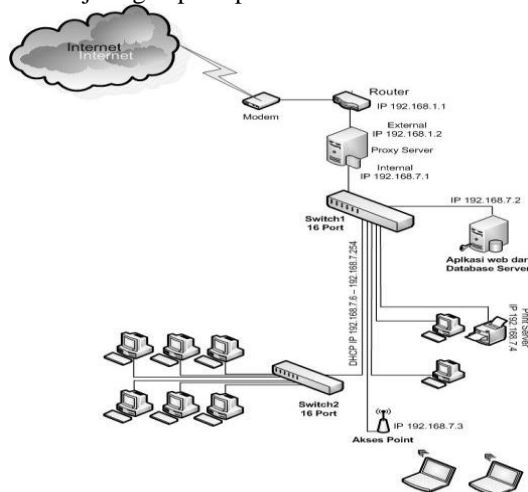 Internet
Internet
Modem
Router
IP 192.168.1.1
External
IP 192.168.1.2
Proxy Server
Internal
IP 192.168.7.1
IP 192.168.7.2
Switch1
16 Port
Aplikasi web dan
Database Server
DHCP IP 192.168.7.6 – 192.168.7.254
Print Server
IP 192.168.7.4
Switch2
16 Port
IP 192.168.7.3
Akses Point